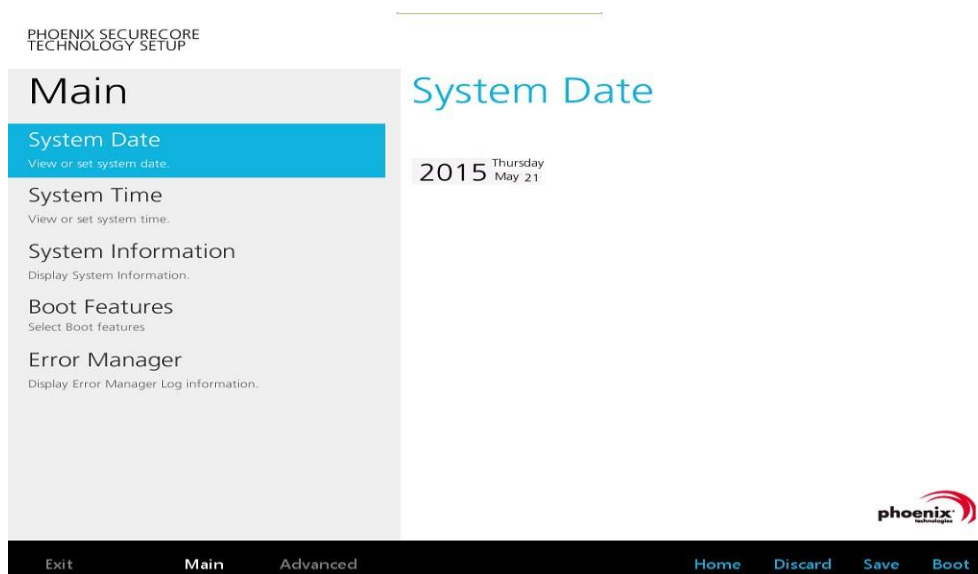 PHOENIX SECURECORE
TECHNOLOGY SETUP
Main
System Date
View or set system date.
System Time
View or set system time.
System Information
Display System Information.
Boot Features
Select Boot features
Error Manager
Display Error Manager Log information.
System Date
2015 Thursday
May 21
phoenix
technologies
Exit Main Advanced Home Discard Save Boot